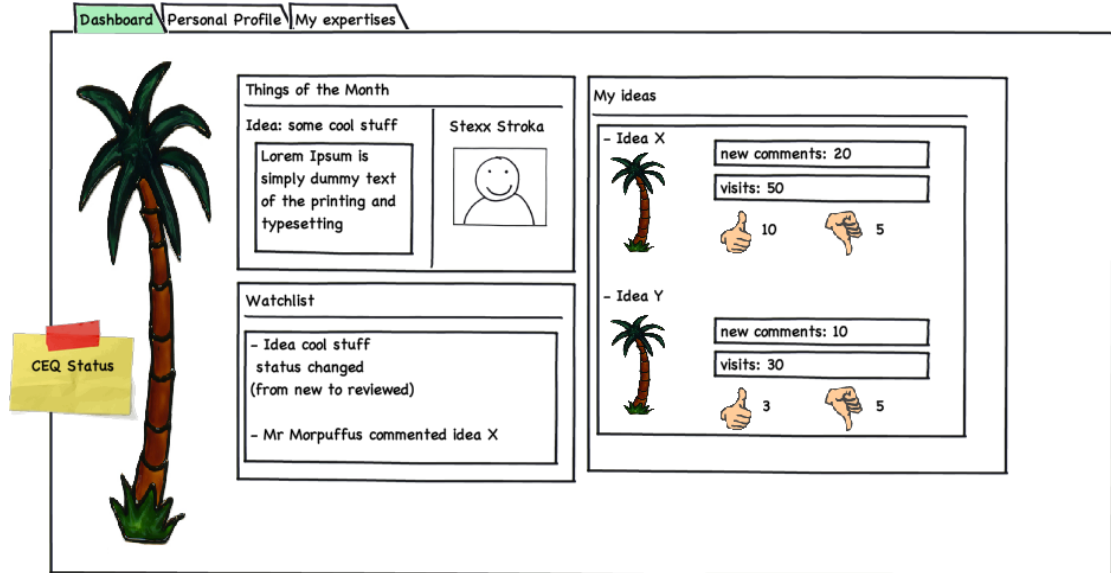 Dashboard
Personal Profile
My expertises
Things of the Month
Idea: some cool stuff
Lorem Ipsum is
simply dummy text
of the printing and
typesetting
Stexx Stroka
My ideas
- Idea X
new comments: 20
visits: 50
10
5
- Idea Y
new comments: 10
visits: 30
3
5
Watchlist
- Idea cool stuff
status changed
(from new to reviewed)
- Mr Morpuffus commented idea X
CEQ Status